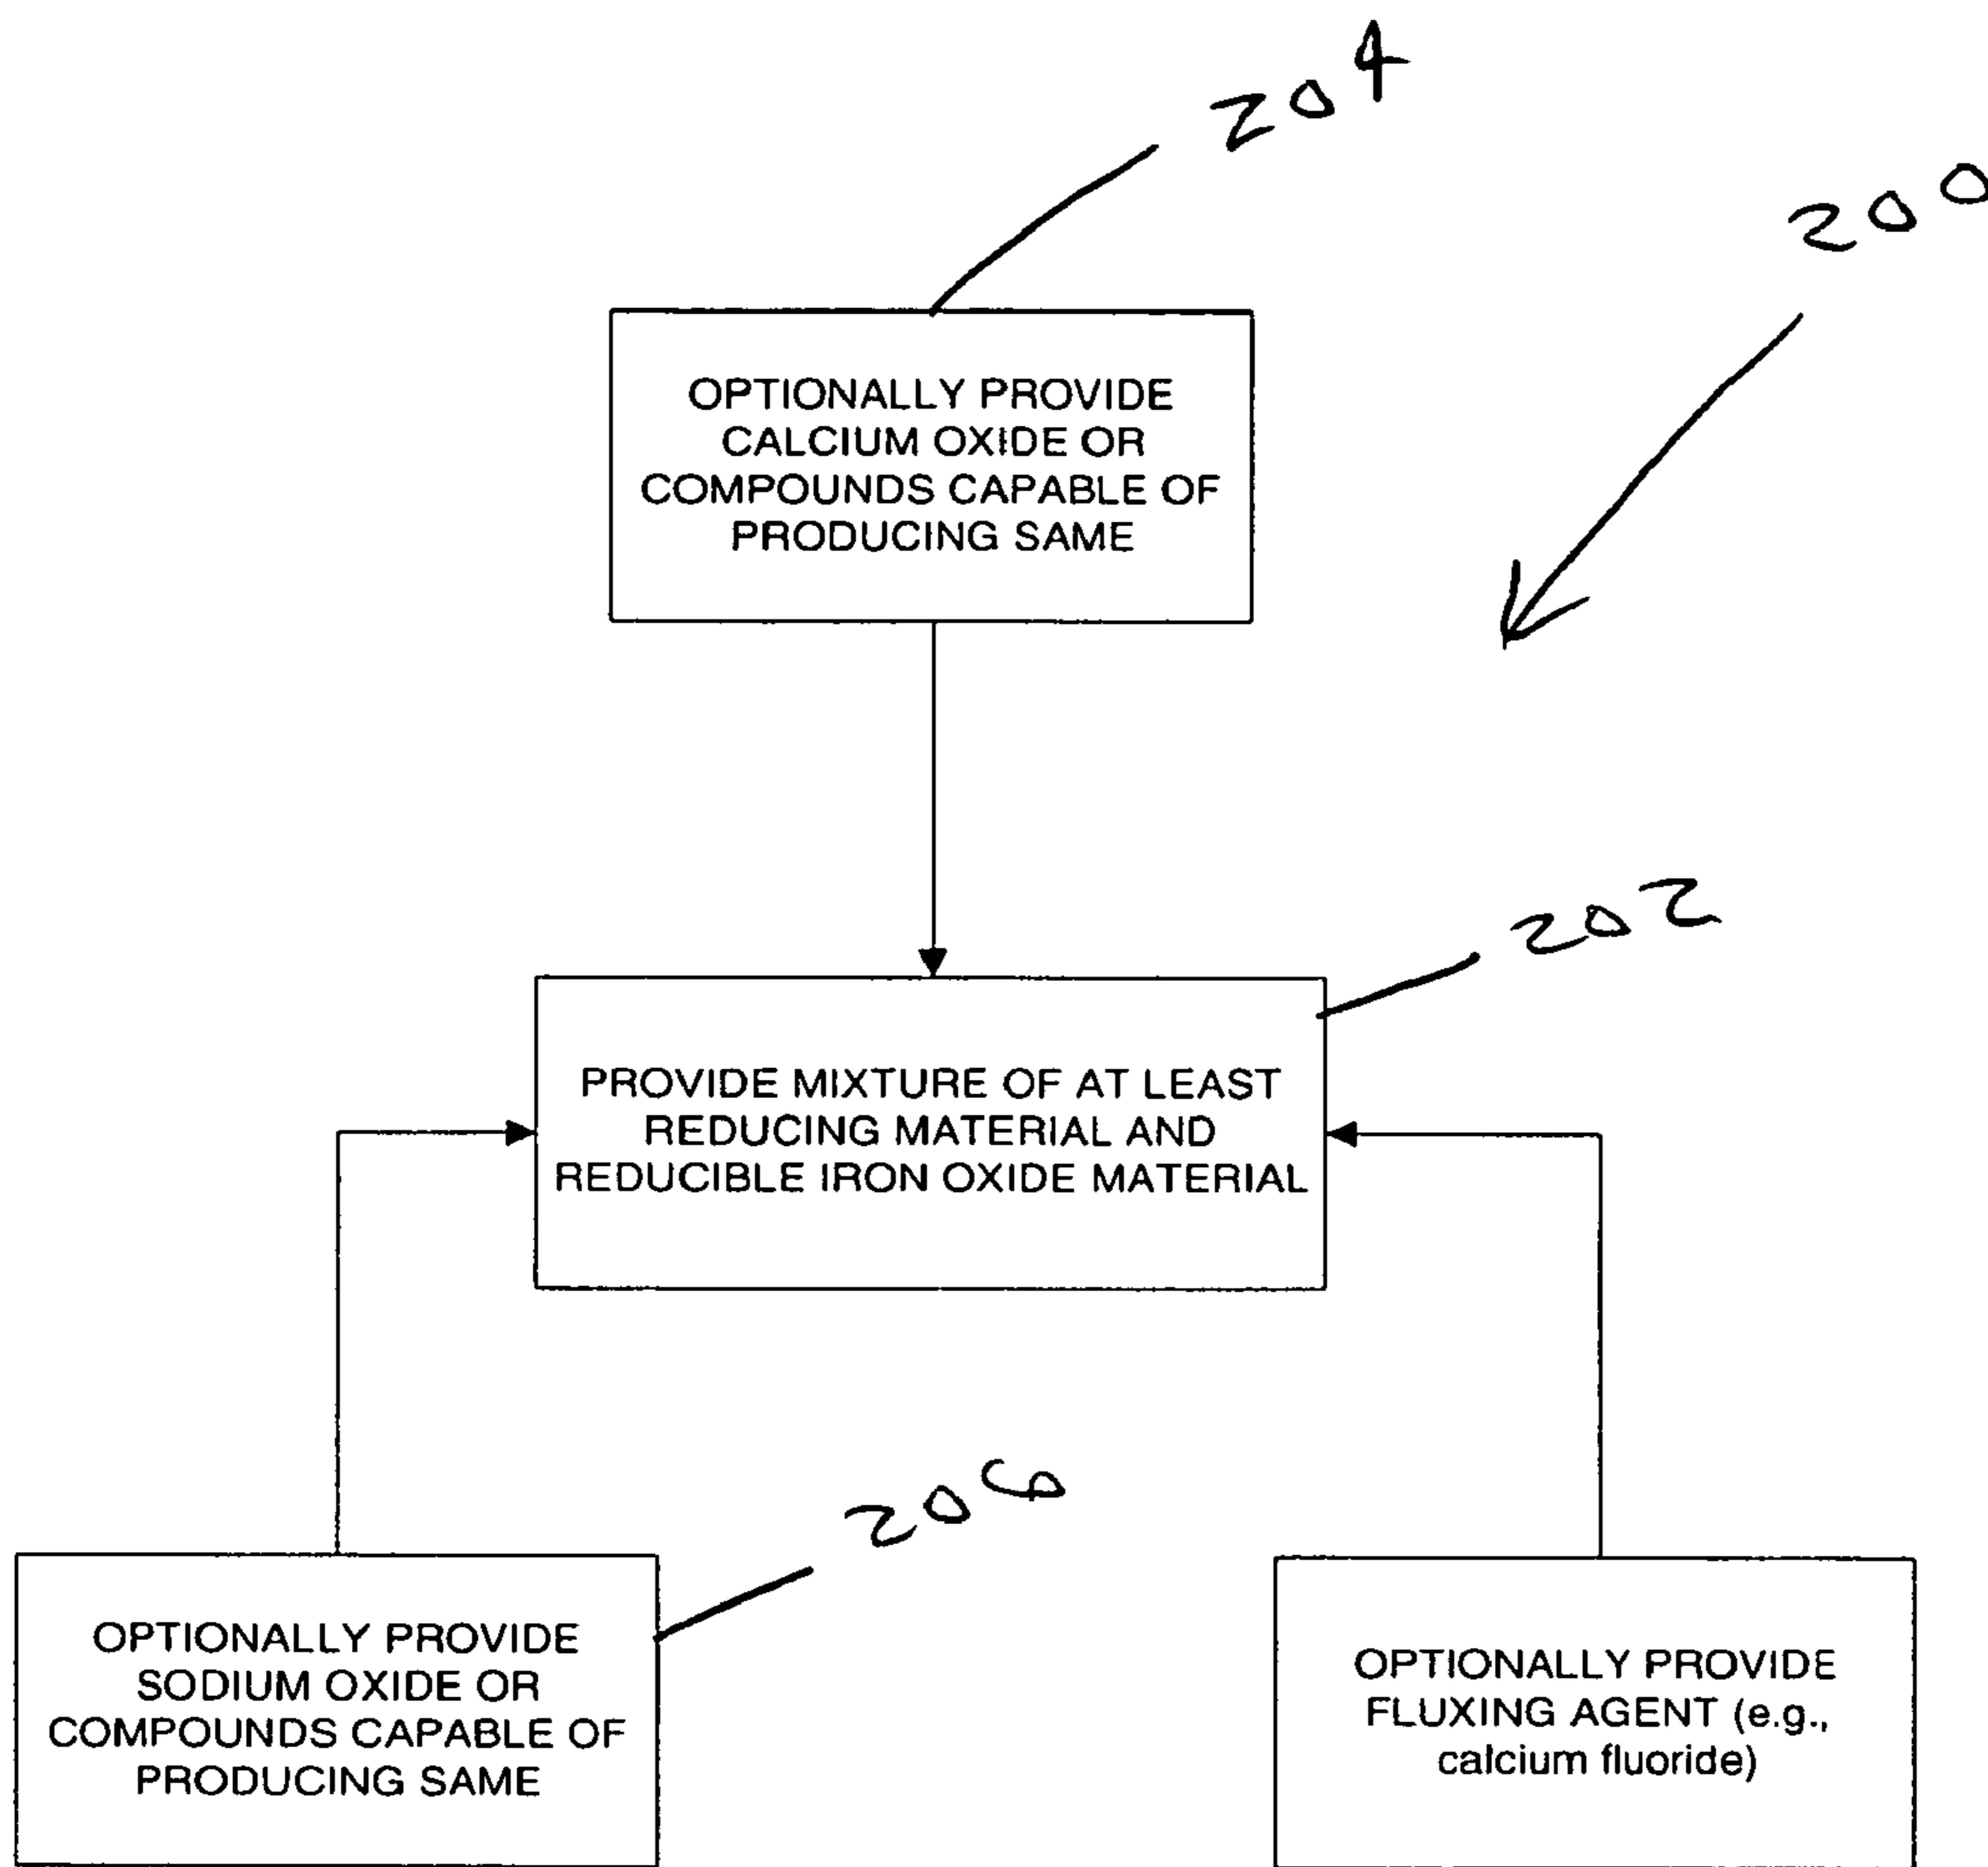 204
200
OPTIONALLY PROVIDE
CALCIUM OXIDE OR
COMPOUNDS CAPABLE OF
PRODUCING SAME
202
PROVIDE MIXTURE OF AT LEAST
REDUCING MATERIAL AND
REDUCIBLE IRON OXIDE MATERIAL
206
OPTIONALLY PROVIDE
SODIUM OXIDE OR
COMPOUNDS CAPABLE OF
PRODUCING SAME
OPTIONALLY PROVIDE
FLUXING AGENT (e.g.,
calcium fluoride)